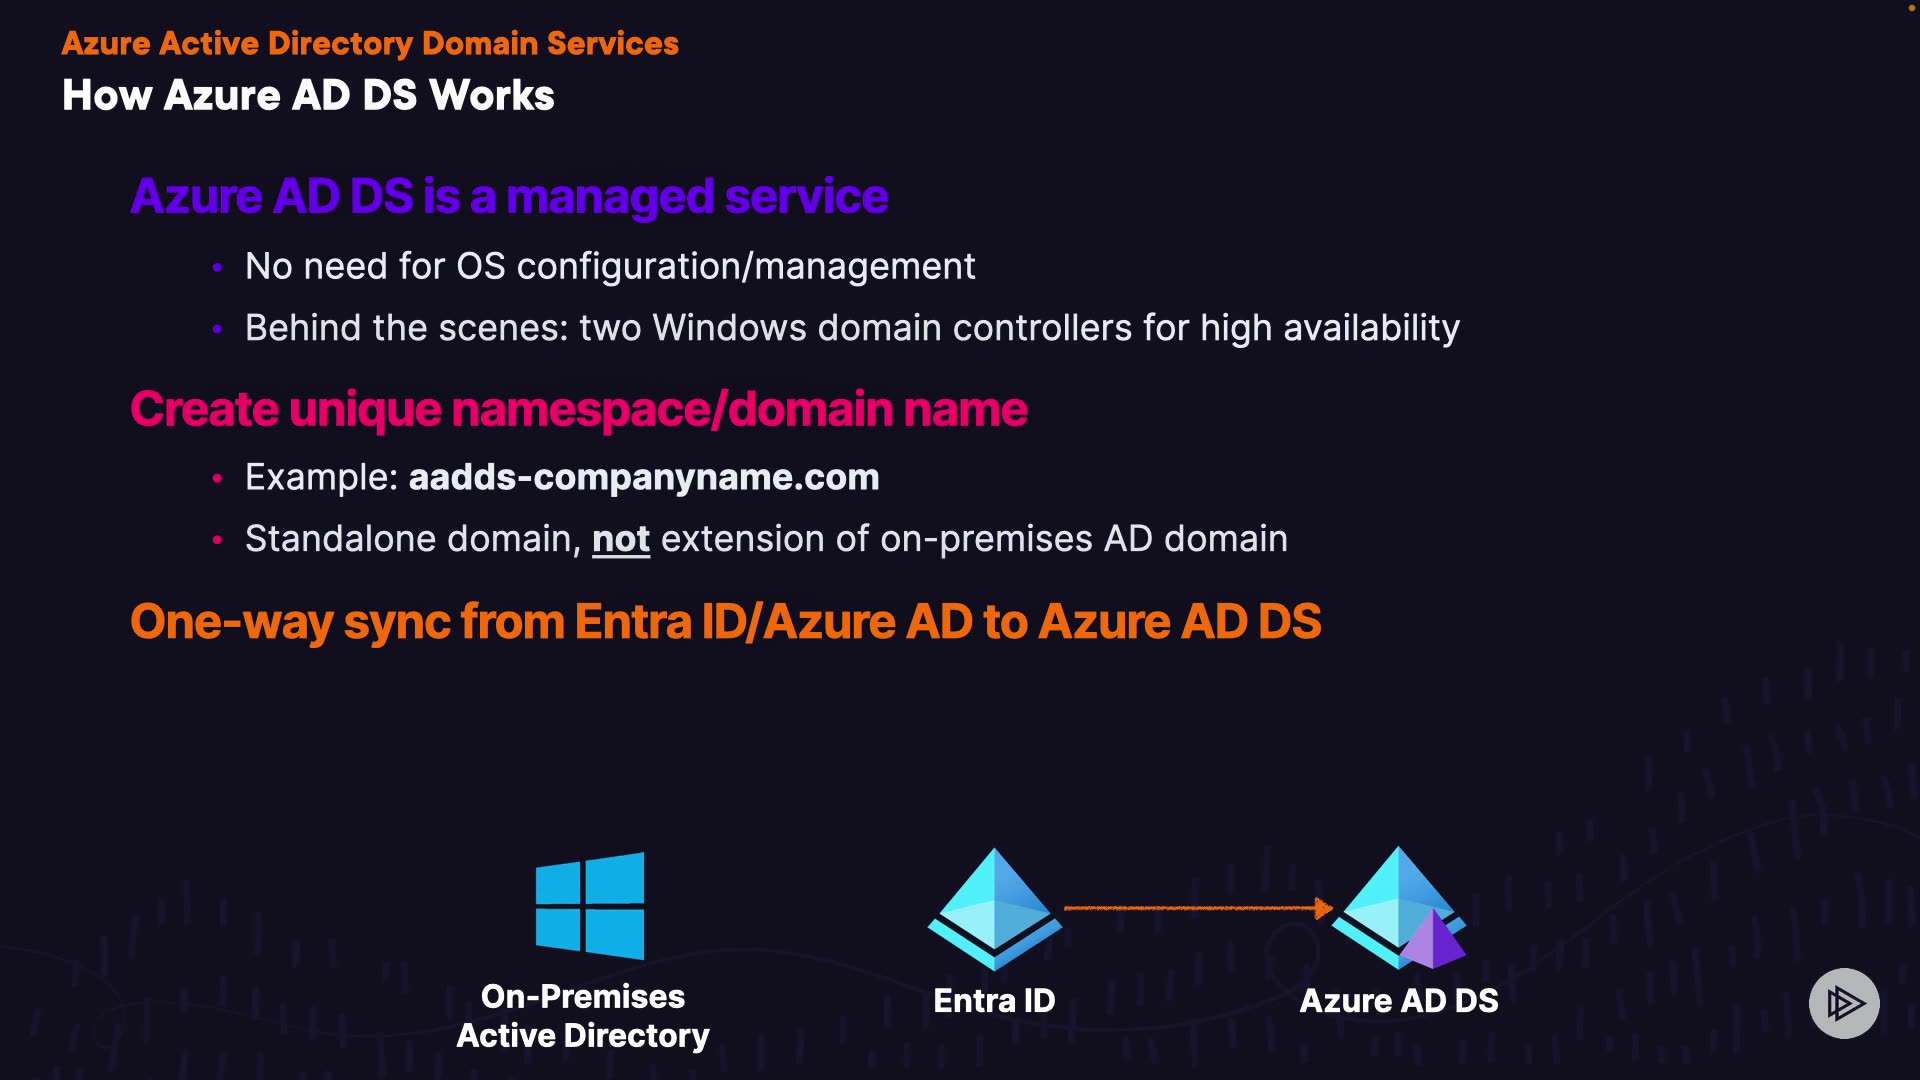 Azure Active Directory Domain Services
How Azure AD DS Works
Azure AD DS is a managed service
• No need for OS configuration/management
• Behind the scenes: two Windows domain controllers for high availability
Create unique namespace/domain name
• Example: aadds-companyname.com
• Standalone domain, not extension of on-premises AD domain
One-way sync from Entra ID/Azure AD to Azure AD DS
On-Premises
Active Directory
Entra ID
Azure AD DS